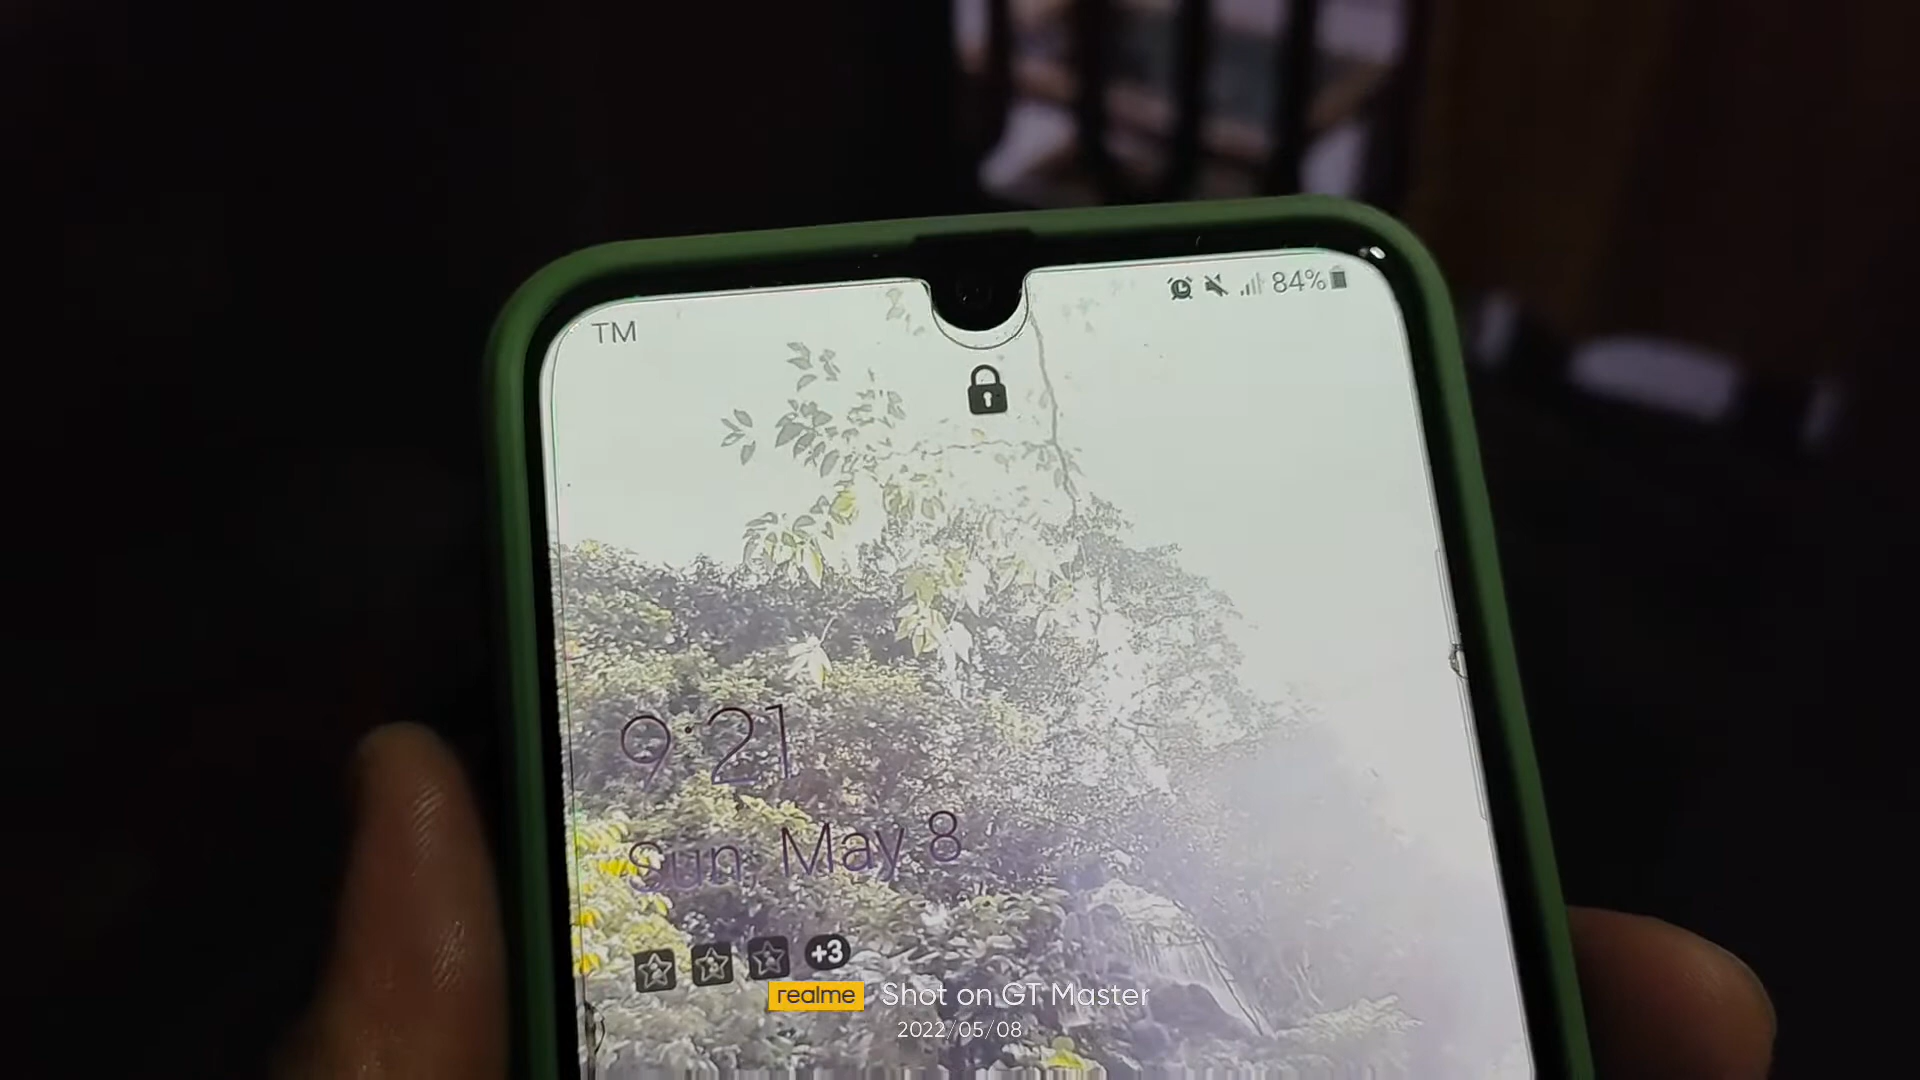 TM
84%
9:21
Sun, May 8
+3
realme Shot on GT Master
2022/05/08